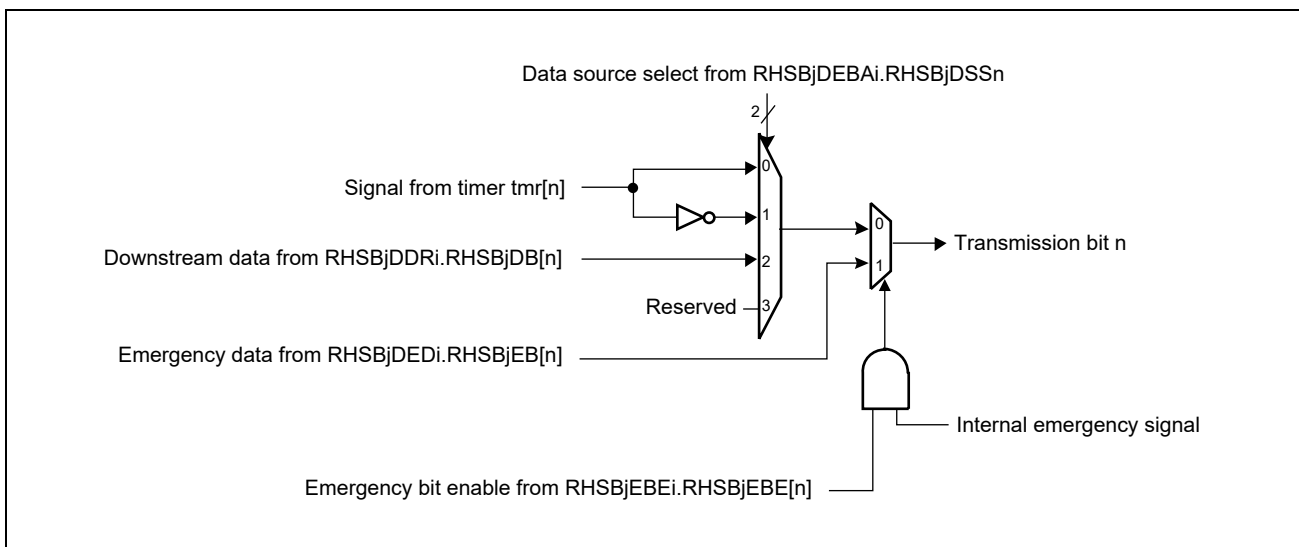 Data source select from RHSBjDEBAi.RHSBjDSSn
2
0
Signal from timer tmr[n]
1
0
Transmission bit n
Downstream data from RHSBjDDRi.RHSBjDB[n]
2
1
Reserved
3
Emergency data from RHSBjDEDi.RHSBjEB[n]
Internal emergency signal
Emergency bit enable from RHSBjEBEi.RHSBjEBE[n]